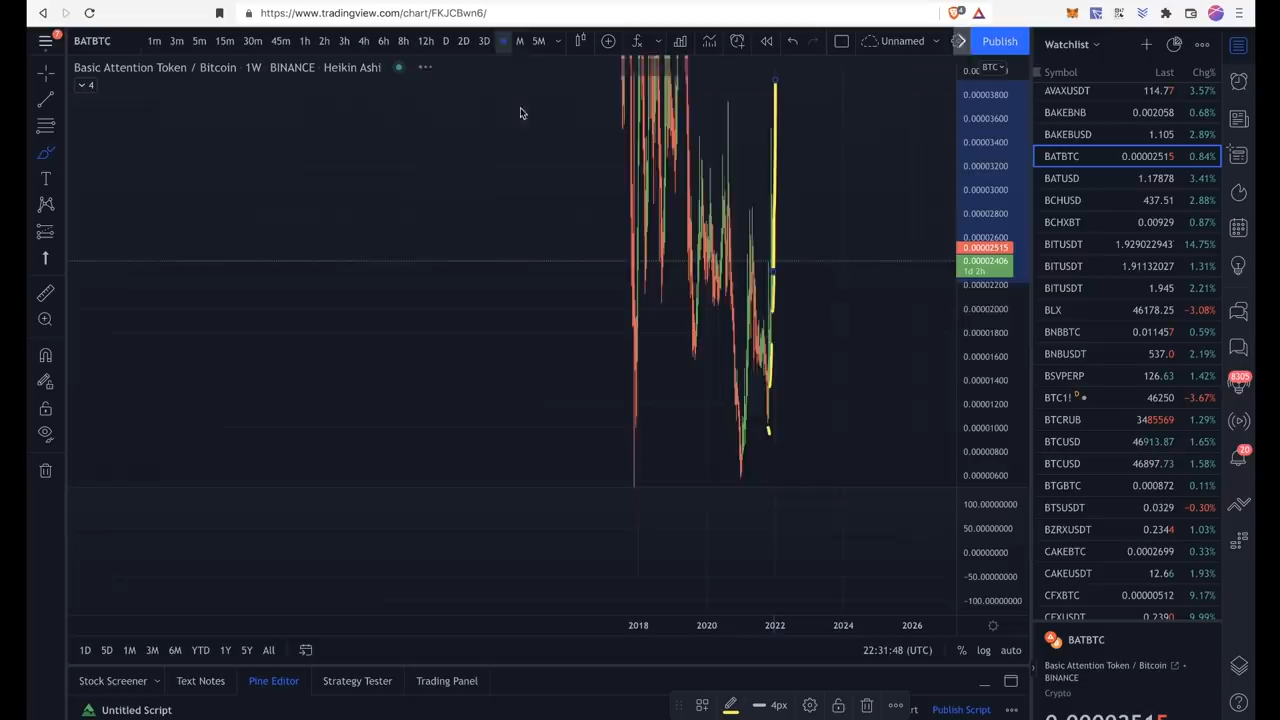 https://www.tradingview.com/chart/FKJCBwn6/
7
BATBTC
1m 3m 5m 15m 30m 1h 2h 3h 4h 6h 8h 12h D 2D 3D M 5M
Unnamed
Publish
Watchlist
Basic Attention Token / Bitcoin · 1W · BINANCE · Heikin Ashi
4
BTC
0.00003800
0.00003600
0.00003400
0.00003200
0.00003000
0.00002800
0.00002600
0.00002515
0.00002406
1d 2h
0.00002200
0.00002000
0.00001800
0.00001600
0.00001400
0.00001200
0.00001000
0.00000800
0.00000600
100.00000000
50.00000000
0.00000000
−50.00000000
−100.00000000
2018 2020 2022 2024 2026
Symbol Last Chg%
AVAXUSDT 114.77 3.57%
BAKEBNB 0.002058 0.68%
BAKEBUSD 1.105 2.89%
BATBTC 0.00002515 0.84%
BATUSD 1.17878 3.41%
BCHUSD 437.51 2.88%
BCHXBT 0.00929 0.87%
BITUSDT 1.929022943 14.75%
BITUSDT 1.91132027 1.31%
BITUSDT 1.945 2.21%
BLX 46178.25 −3.08%
BNBBTC 0.011457 0.59%
BNBUSDT 537.0 2.19%
BSVPERP 126.63 1.42%
BTC1! D 46250 −3.67%
BTCRUB 3485569 1.29%
BTCUSD 46913.87 1.65%
BTCUSD 46897.73 1.58%
BTGBTC 0.000872 0.11%
BTSUSDT 0.0329 −0.30%
BZRXUSDT 0.2344 1.03%
CAKEBTC 0.0002699 0.33%
CAKEUSDT 12.66 1.93%
CFXBTC 0.00000512 9.17%
CFXUSDT 0.2390 9.99%
8305
20
1D 5D 1M 3M 6M YTD 1Y 5Y All
22:31:48 (UTC)
% log auto
BATBTC
Basic Attention Token / Bitcoin
BINANCE
Crypto
Stock Screener Text Notes Pine Editor Strategy Tester Trading Panel
Untitled Script
4px
Publish Script
0.00002515